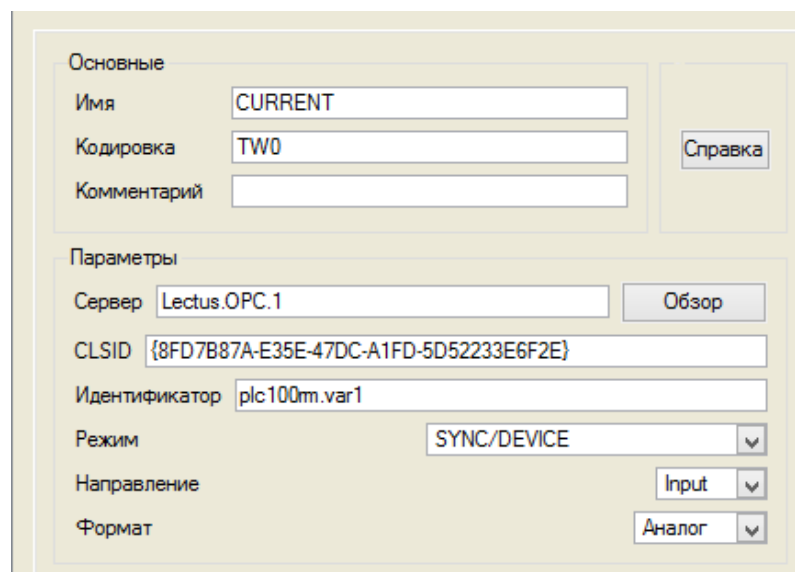 Основные
Имя CURRENT
Кодировка TW0
Справка
Комментарий
Параметры
Сервер Lectus.OPC.1 Обзор
CLSID {8FD7B87A-E35E-47DC-A1FD-5D52233E6F2E}
Идентификатор plc100rm.var1
Режим SYNC/DEVICE
Направление Input
Формат Аналог